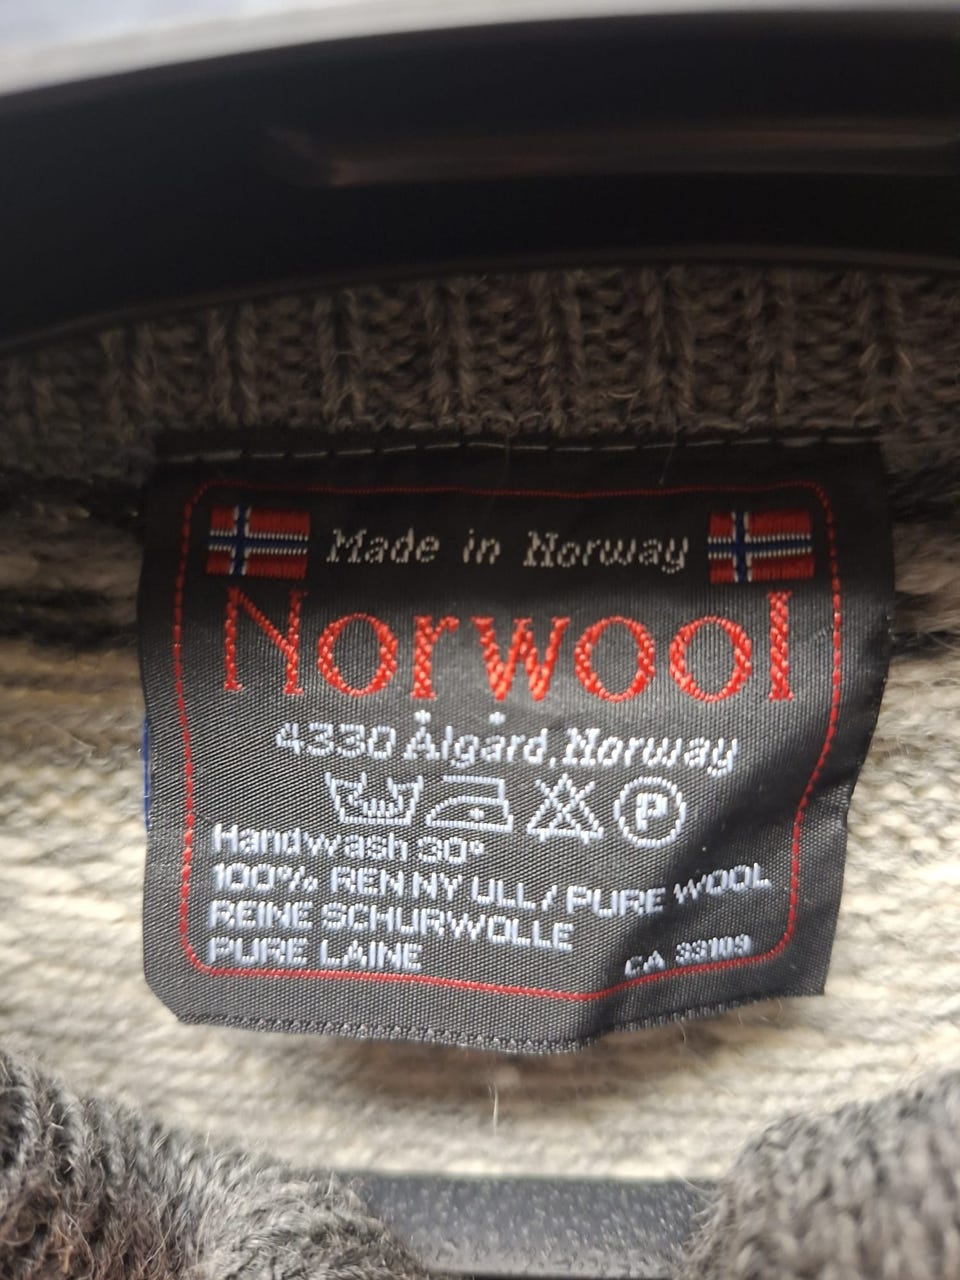 Made in Norway
Norwool
4330 Ålgård, Norway
P
Handwash 30°
100% REN NY ULL / PURE WOOL
REINE SCHURWOLLE
PURE LAINE
CA 33109